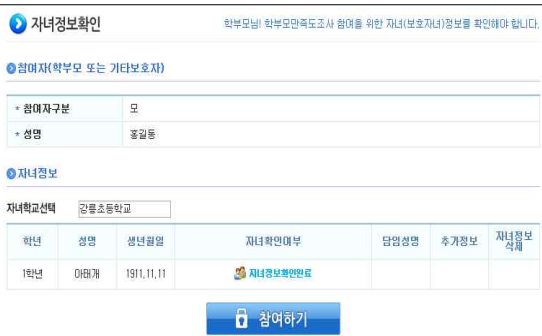 자녀정보확인
학부모님! 학부모만족도조사 참여를 위한 자녀(보호자녀)정보를 확인해야 합니다.
참여자(학부모 또는 기타보호자)
* 참여자구분 모
* 성명 홍길동
자녀정보
자녀학교선택 강릉초등학교
학년 성명 생년월일 자녀확인여부 담임성명 추가정보 자녀정보
삭제
1학년 아태개 1911.11.11 자녀정보확인완료
참여하기